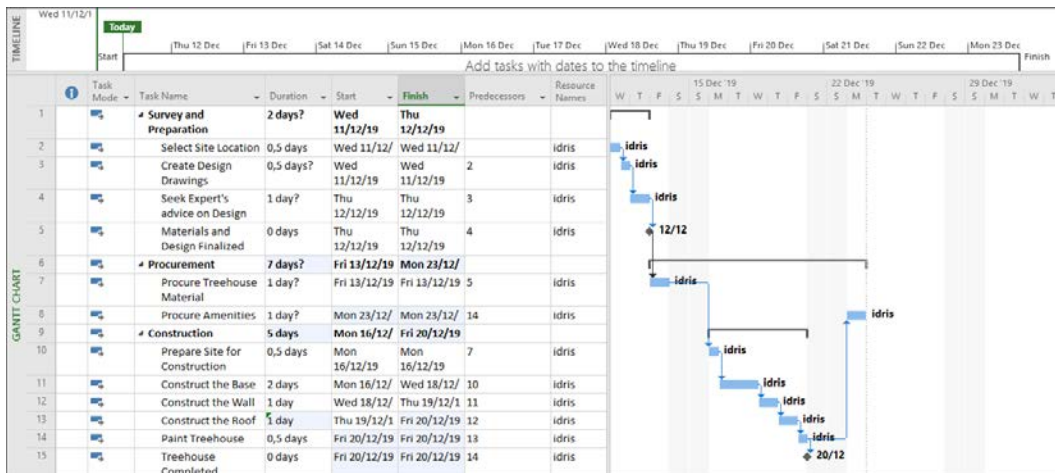 TIMELINE
Wed 11/12/1
Today
Start
Thu 12 Dec Fri 13 Dec Sat 14 Dec Sun 15 Dec Mon 16 Dec Tue 17 Dec Wed 18 Dec Thu 19 Dec Fri 20 Dec Sat 21 Dec Sun 22 Dec Mon 23 Dec
Finish
Add tasks with dates to the timeline
GANTT CHART
Task Mode Task Name Duration Start Finish Predecessors Resource Names
15 Dec '19 22 Dec '19 29 Dec '19
W T F S S M T W T F S S M T W T F S S M T W T
1 Survey and Preparation 2 days? Wed 11/12/19 Thu 12/12/19
2 Select Site Location 0,5 days Wed 11/12/ Wed 11/12/ idris
3 Create Design Drawings 0,5 days? Wed 11/12/19 Wed 11/12/19 2 idris
4 Seek Expert's advice on Design 1 day? Thu 12/12/19 Thu 12/12/19 3 idris
5 Materials and Design Finalized 0 days Thu 12/12/19 Thu 12/12/19 4 idris
6 Procurement 7 days? Fri 13/12/19 Mon 23/12/
7 Procure Treehouse Material 1 day? Fri 13/12/19 Fri 13/12/19 5 idris
8 Procure Amenities 1 day? Mon 23/12/ Mon 23/12/ 14 idris
9 Construction 5 days Mon 16/12/ Fri 20/12/19
10 Prepare Site for Construction 0,5 days Mon 16/12/19 Mon 16/12/19 7 idris
11 Construct the Base 2 days Mon 16/12/ Wed 18/12/ 10 idris
12 Construct the Wall 1 day Wed 18/12/ Thu 19/12/1 11 idris
13 Construct the Roof 1 day Thu 19/12/1 Fri 20/12/19 12 idris
14 Paint Treehouse 0,5 days Fri 20/12/19 Fri 20/12/19 13 idris
15 Treehouse Completed 0 days Fri 20/12/19 Fri 20/12/19 14 idris
idris
idris
idris
12/12
idris
idris
idris
idris
idris
idris
idris
20/12